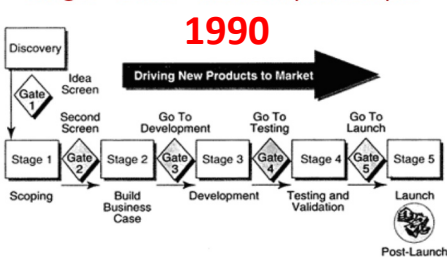 1990
Discovery
Driving New Products to Market
Gate
1
Idea
Screen
Second
Screen
Go To
Development
Go To
Testing
Go To
Launch
Stage 1
Gate
2
Stage 2
Gate
3
Stage 3
Gate
4
Stage 4
Gate
5
Stage 5
Scoping
Build
Business
Case
Development
Testing and
Validation
Launch
Post-Launch